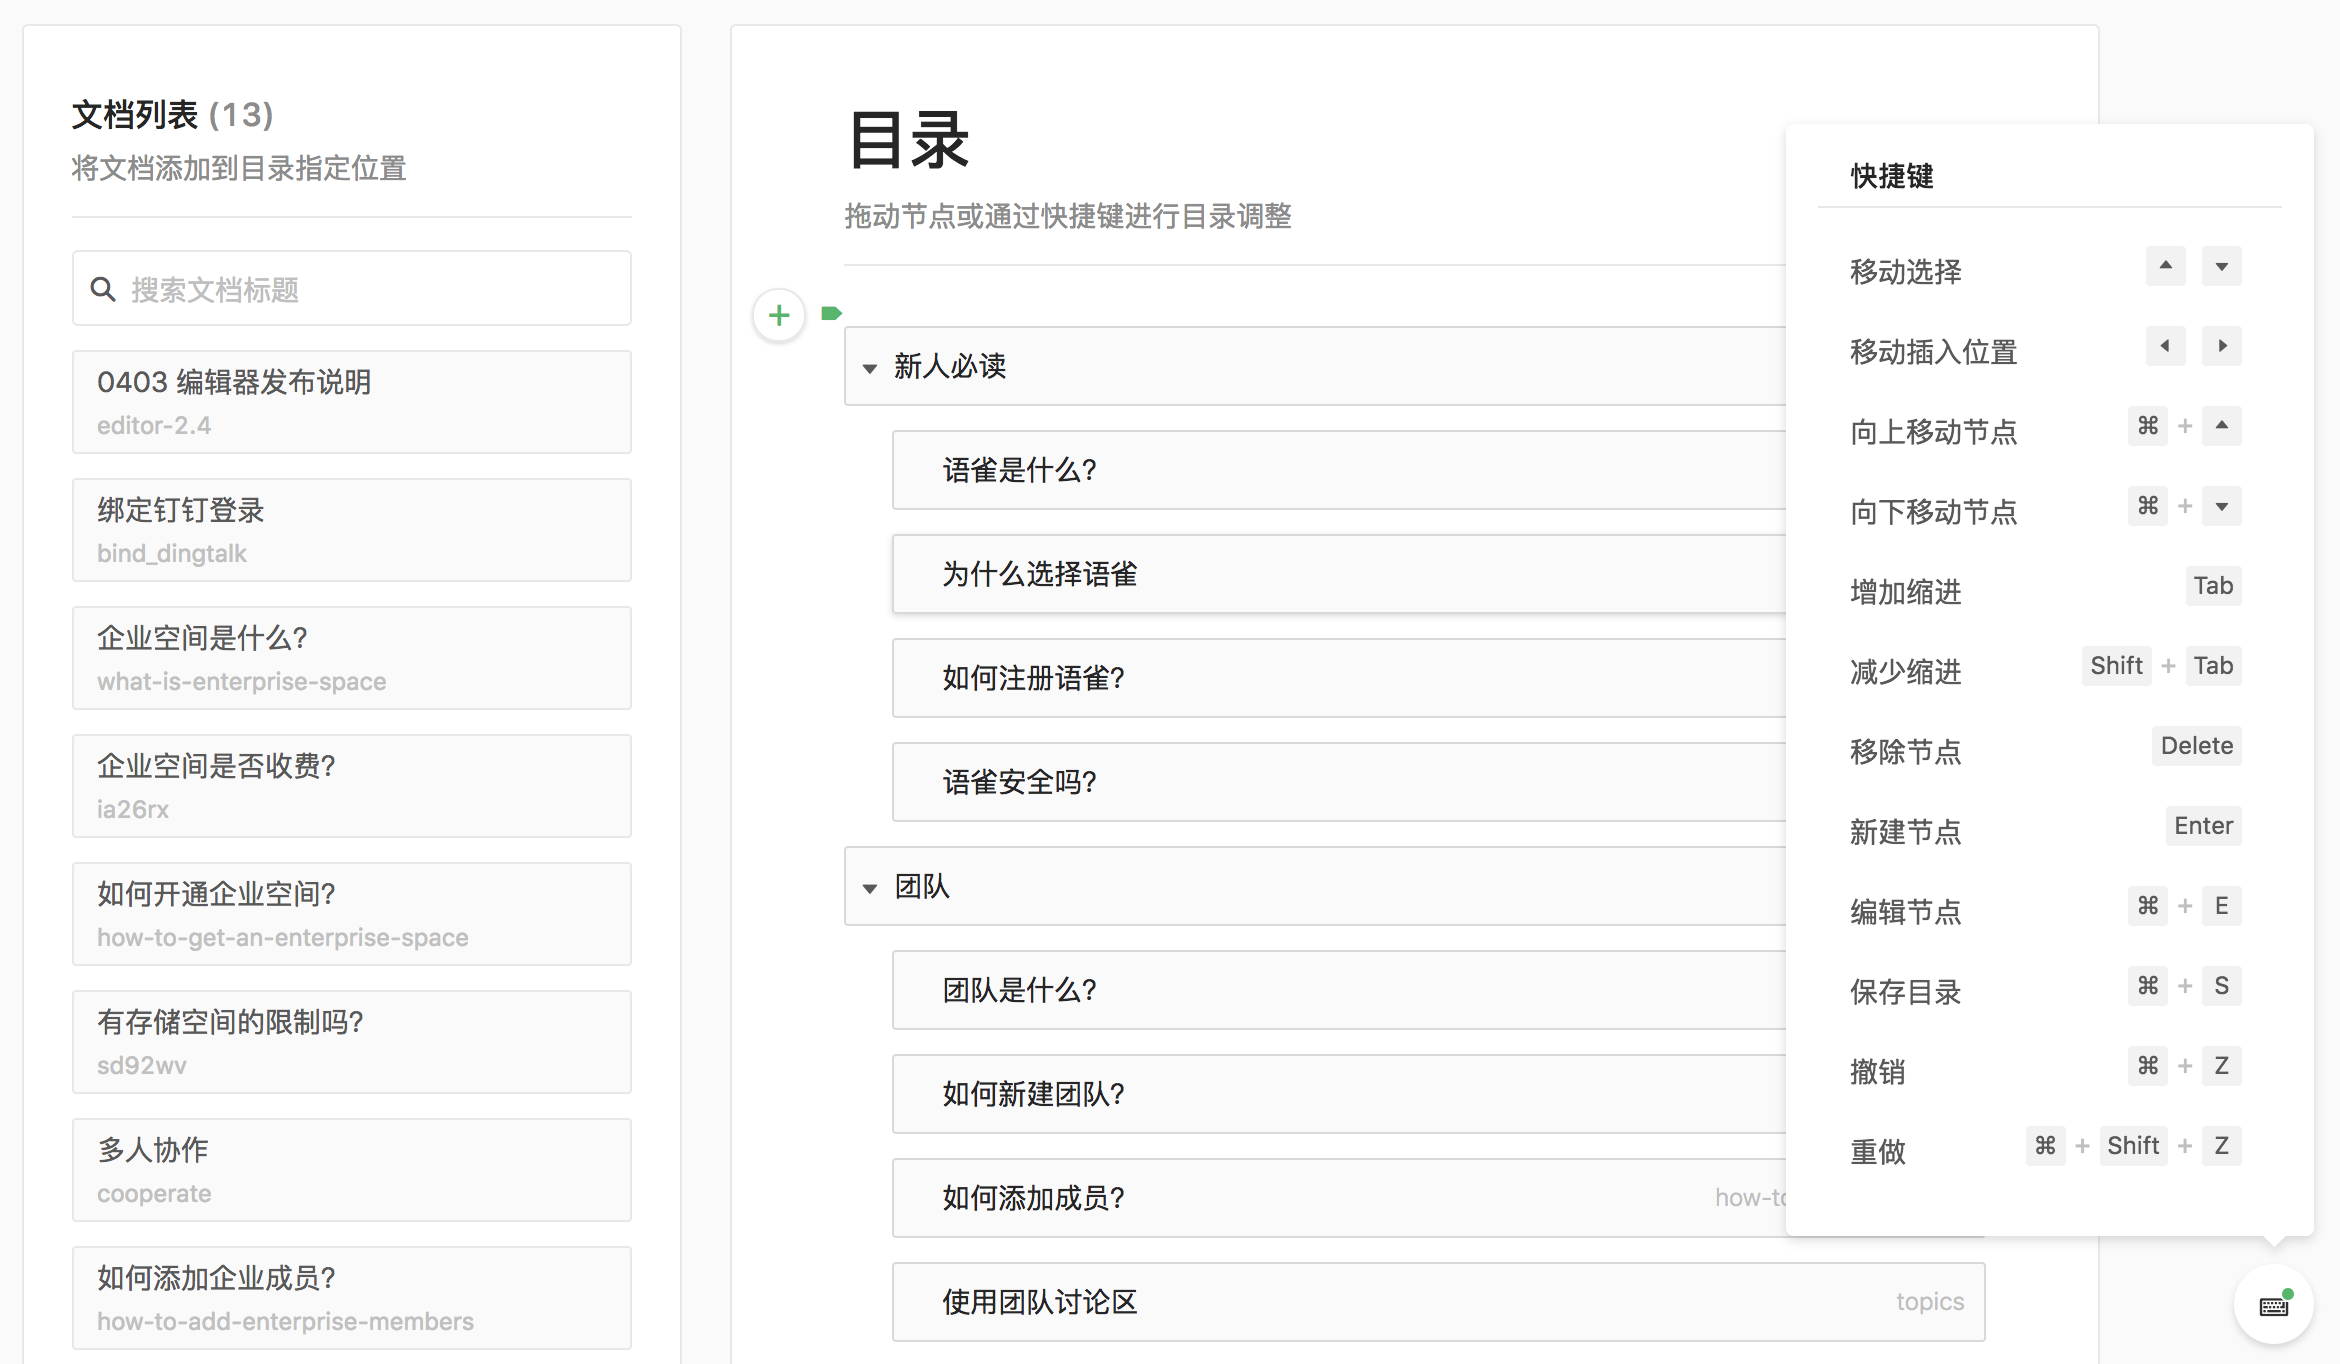 文档列表 (13)
将文档添加到目录指定位置
搜索文档标题
0403 编辑器发布说明
editor-2.4
绑定钉钉登录
bind_dingtalk
企业空间是什么?
what-is-enterprise-space
企业空间是否收费?
ia26rx
如何开通企业空间?
how-to-get-an-enterprise-space
有存储空间的限制吗?
sd92wv
多人协作
cooperate
如何添加企业成员?
how-to-add-enterprise-members
目录
拖动节点或通过快捷键进行目录调整
新人必读
语雀是什么?
为什么选择语雀
如何注册语雀?
语雀安全吗?
团队
团队是什么?
如何新建团队?
如何添加成员? how-to
使用团队讨论区 topics
快捷键
移动选择
移动插入位置
向上移动节点 ⌘ +
向下移动节点 ⌘ +
增加缩进 Tab
减少缩进 Shift + Tab
移除节点 Delete
新建节点 Enter
编辑节点 ⌘ + E
保存目录 ⌘ + S
撤销 ⌘ + Z
重做 ⌘ + Shift + Z